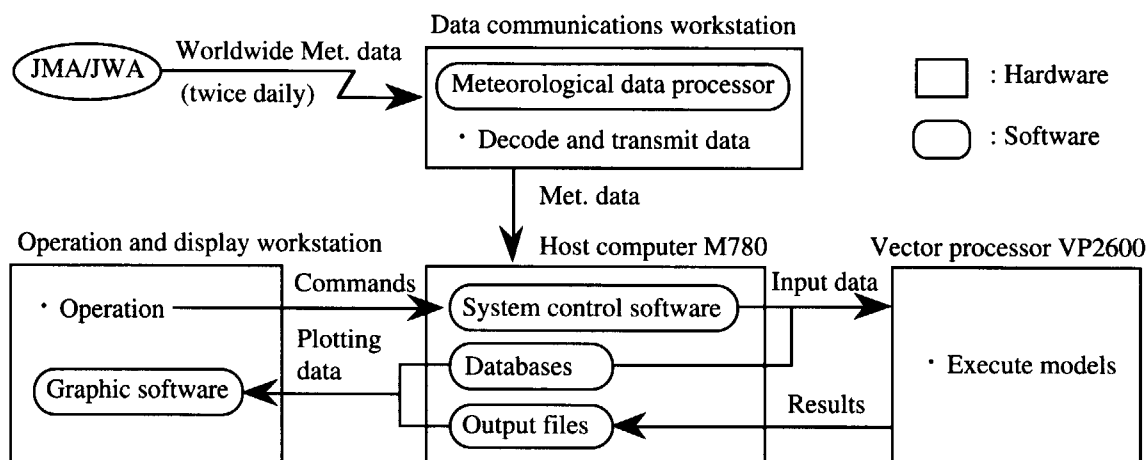 Data communications workstation
JMA/JWA
Worldwide Met. data
(twice daily)
Meteorological data processor
・ Decode and transmit data
: Hardware
: Software
Met. data
Operation and display workstation
Host computer M780
Vector processor VP2600
・ Operation
Commands
System control software
Input data
Plotting
data
Databases
・ Execute models
Graphic software
Output files
Results